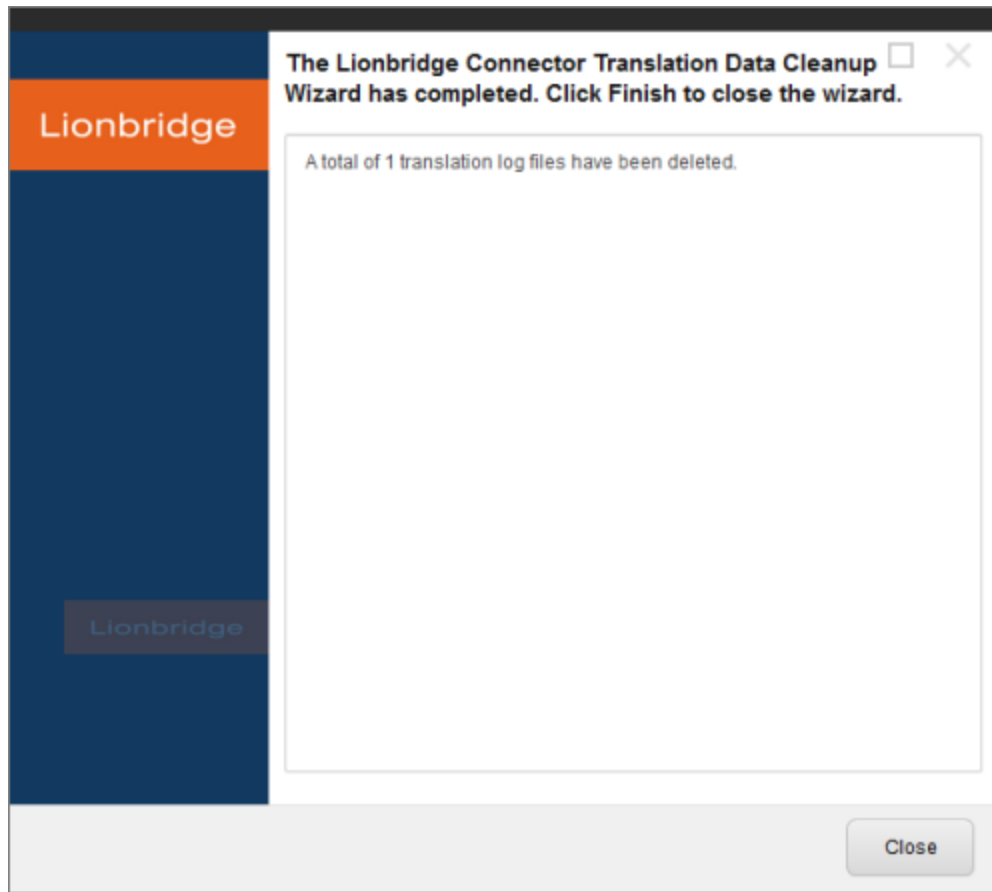 The Lionbridge Connector Translation Data Cleanup
Wizard has completed. Click Finish to close the wizard.
Lionbridge
A total of 1 translation log files have been deleted.
Lionbridge
Close